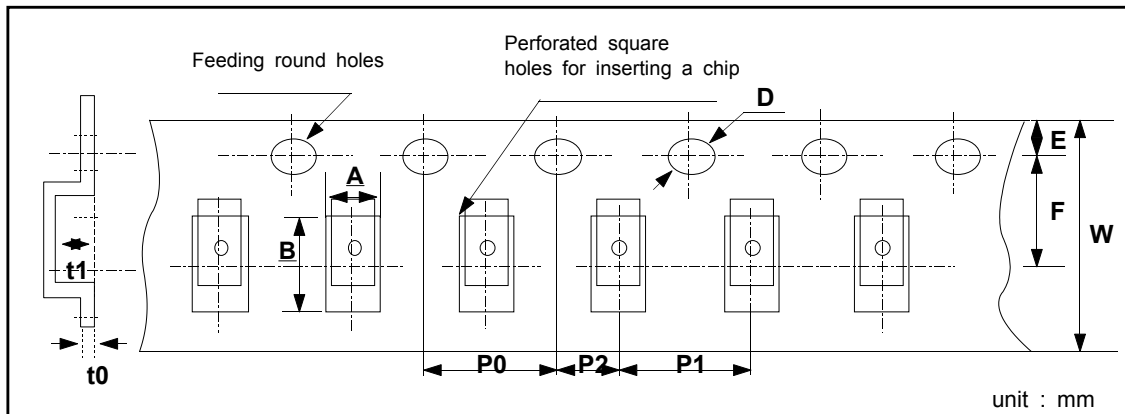 Feeding round holes
Perforated square
holes for inserting a chip
D
E
A
F
W
B
t1
P0
P2
P1
t0
unit : mm